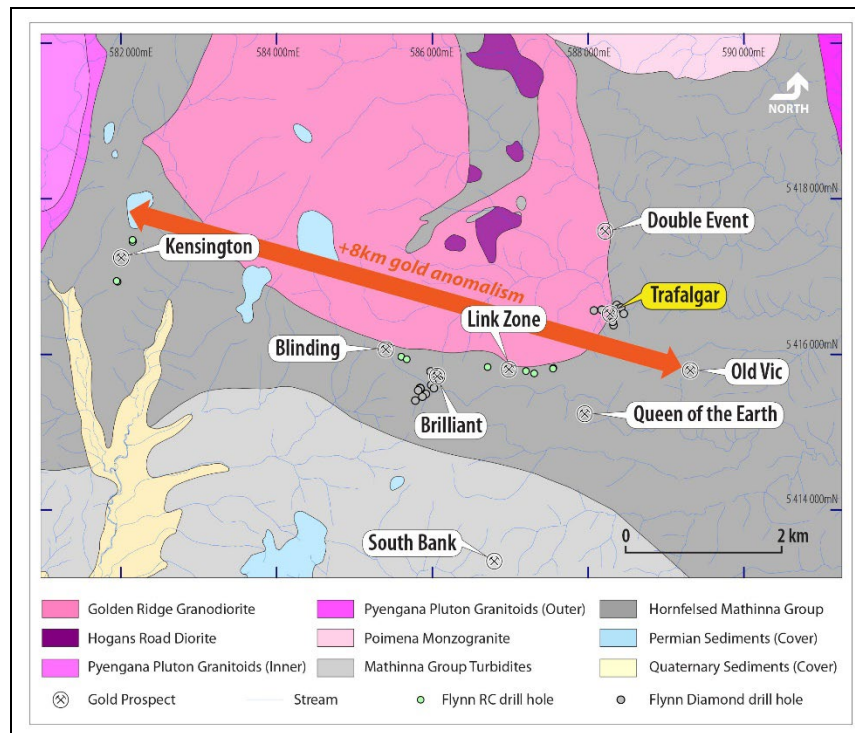 582 000mE
584 000mE
586 000mE
588 000mE
590 000mE
NORTH
5 418 000mN
Double Event
Kensington
+8km gold anomalism
Trafalgar
Link Zone
Blinding
5 416 000mN
Old Vic
Queen of the Earth
Brilliant
5 414 000mN
South Bank
0
2 km
Golden Ridge Granodiorite
Pyengana Pluton Granitoids (Outer)
Hornfelsed Mathinna Group
Hogans Road Diorite
Poimena Monzogranite
Permian Sediments (Cover)
Pyengana Pluton Granitoids (Inner)
Mathinna Group Turbidites
Quaternary Sediments (Cover)
Gold Prospect
Stream
Flynn RC drill hole
Flynn Diamond drill hole